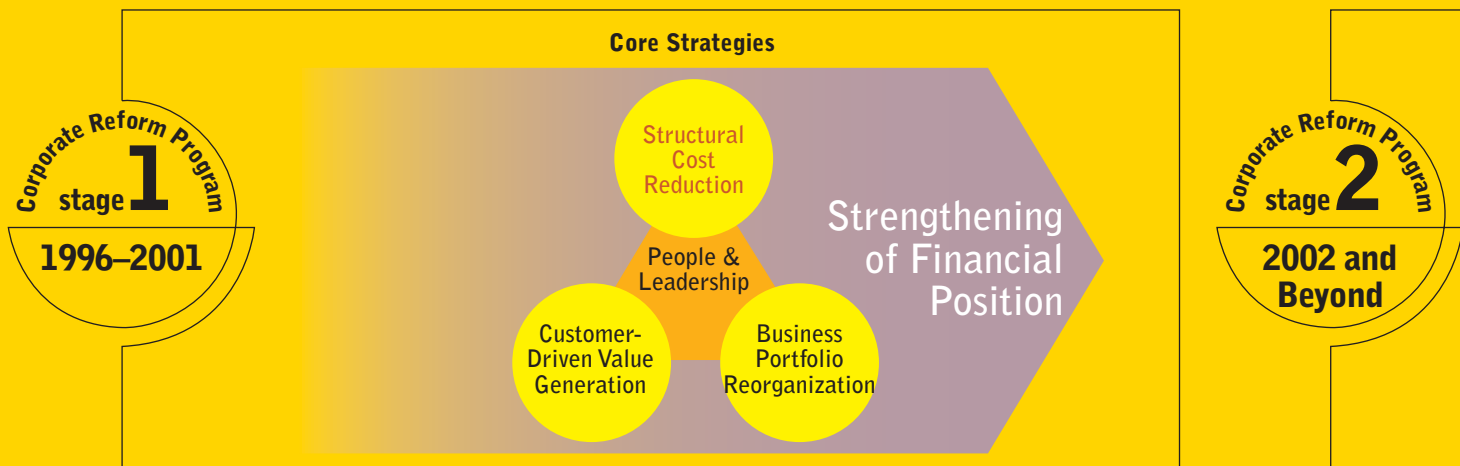 Core Strategies
Corporate Reform Program
stage 1
1996–2001
Structural
Cost
Reduction
People &
Leadership
Customer-
Driven Value
Generation
Business
Portfolio
Reorganization
Strengthening
of Financial
Position
Corporate Reform Program
stage 2
2002 and
Beyond